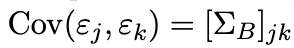 Cov(ε_j, ε_k) = [Σ_B]_{jk}